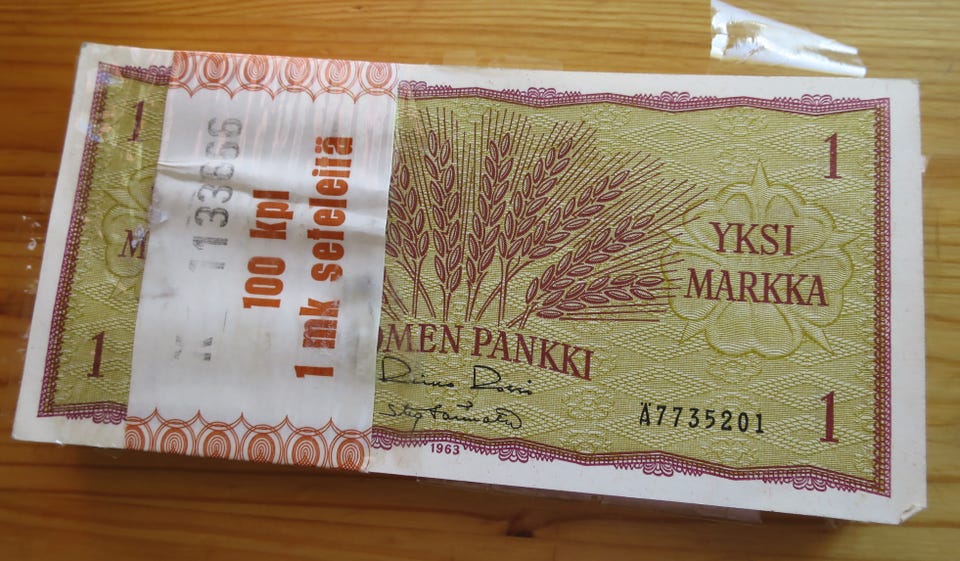 1
1
YKSI
MARKKA
M
OMEN PANKKI
Ä7735201
1
1
1963
1133666
100 kpl
1 mk seteleitä